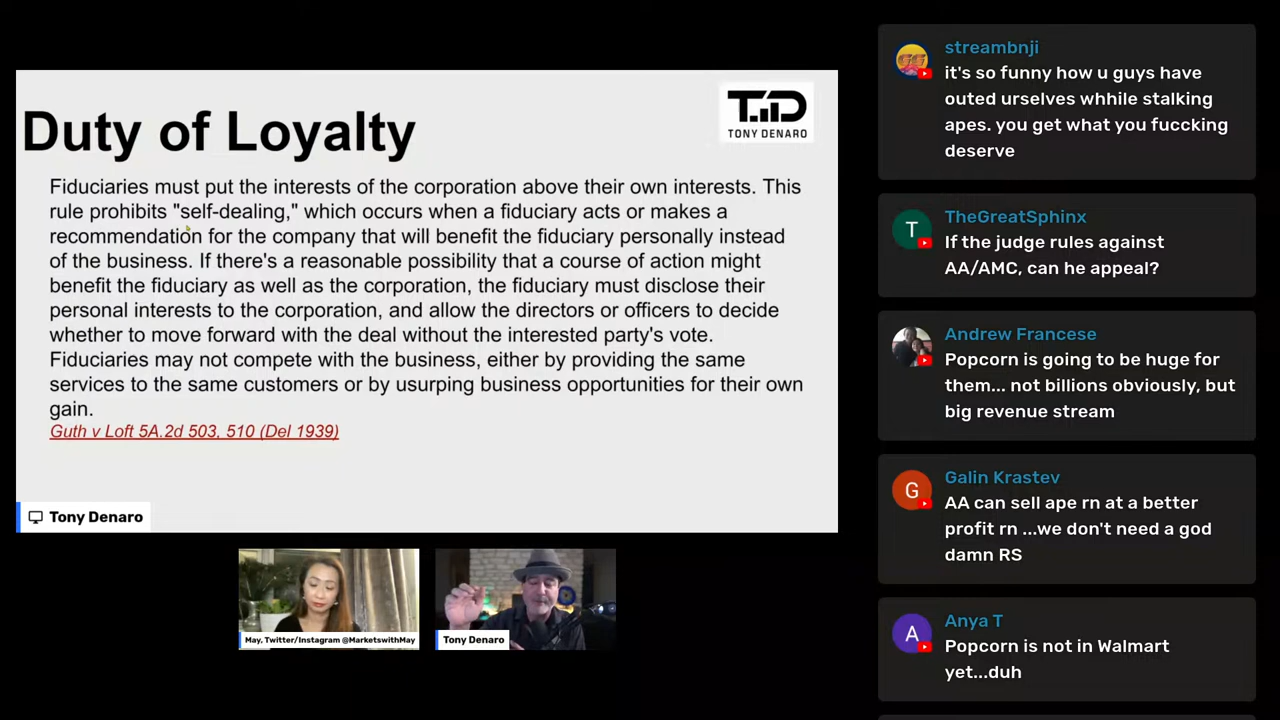 Duty of Loyalty
TD
TONY DENARO
Fiduciaries must put the interests of the corporation above their own interests. This
rule prohibits "self-dealing," which occurs when a fiduciary acts or makes a
recommendation for the company that will benefit the fiduciary personally instead
of the business. If there's a reasonable possibility that a course of action might
benefit the fiduciary as well as the corporation, the fiduciary must disclose their
personal interests to the corporation, and allow the directors or officers to decide
whether to move forward with the deal without the interested party's vote.
Fiduciaries may not compete with the business, either by providing the same
services to the same customers or by usurping business opportunities for their own
gain.
Guth v Loft 5A.2d 503, 510 (Del 1939)
Tony Denaro
May, Twitter/Instagram @MarketswithMay
Tony Denaro
streambnji
it's so funny how u guys have
outed urselves whhile stalking
apes. you get what you fuccking
deserve
T
TheGreatSphinx
If the judge rules against
AA/AMC, can he appeal?
Andrew Francese
Popcorn is going to be huge for
them... not billions obviously, but
big revenue stream
G
Galin Krastev
AA can sell ape rn at a better
profit rn ...we don't need a god
damn RS
A
Anya T
Popcorn is not in Walmart
yet...duh